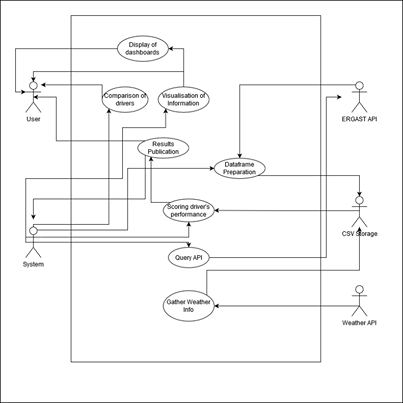 Display of
dashboards
Comparison of
drivers
Visualisation of
Information
User
ERGAST API
Results
Publication
Dataframe
Preparation
Scoring driver's
performance
CSV Storage
System
Query API
Gather Weather
Info
Weather API